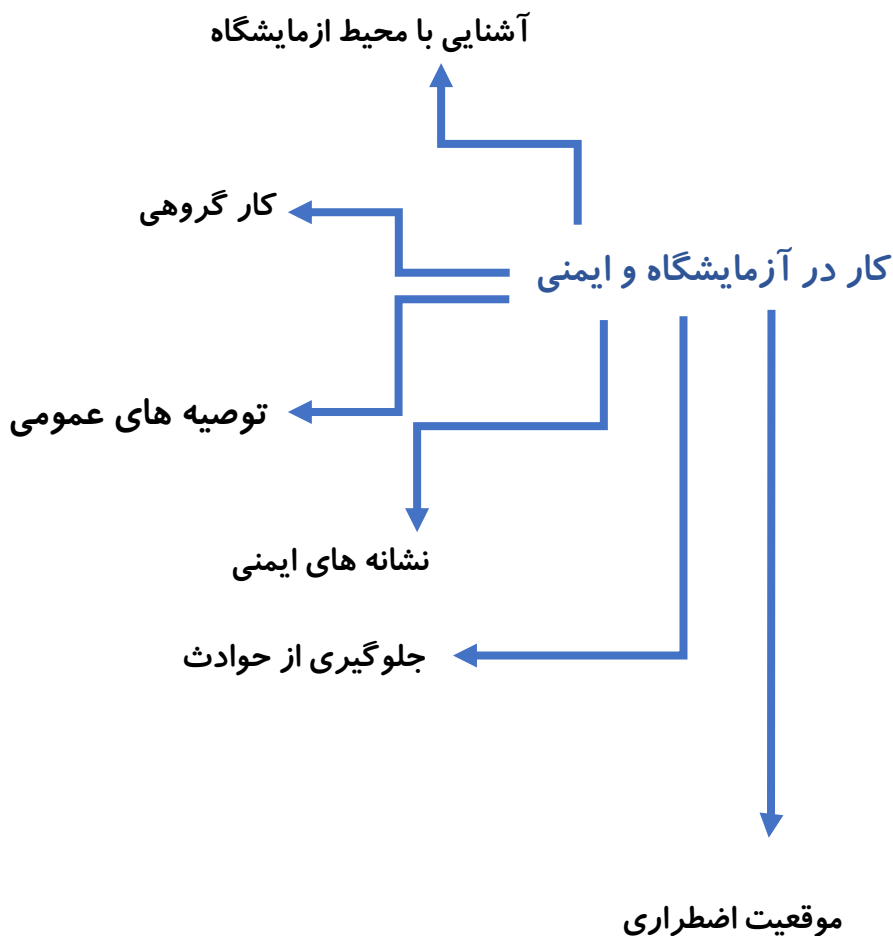 آشنایی با محیط ازمایشگاه
کار گروهی
کار در آزمایشگاه و ایمنی
توصیه های عمومی
نشانه های ایمنی
جلوگیری از حوادث
موقعیت اضطراری